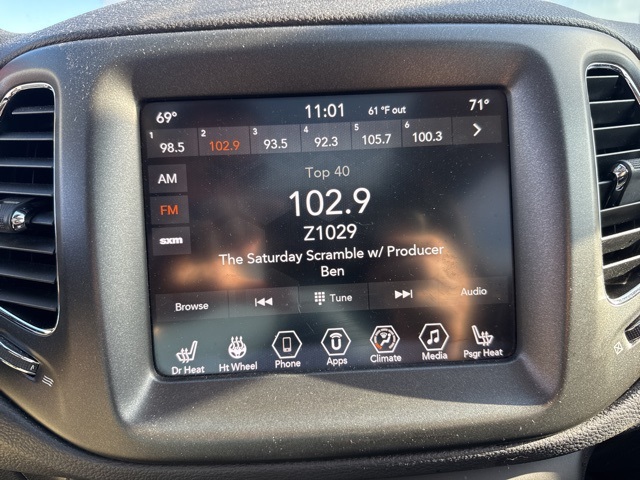 69° 11:01 61 °F out 71°
1 98.5 2 102.9 3 93.5 4 92.3 5 105.7 6 100.3
AM
FM
sxm
Top 40
102.9
Z1029
The Saturday Scramble w/ Producer
Ben
Browse Tune Audio
Dr Heat Ht Wheel Phone Apps Climate Media Psgr Heat